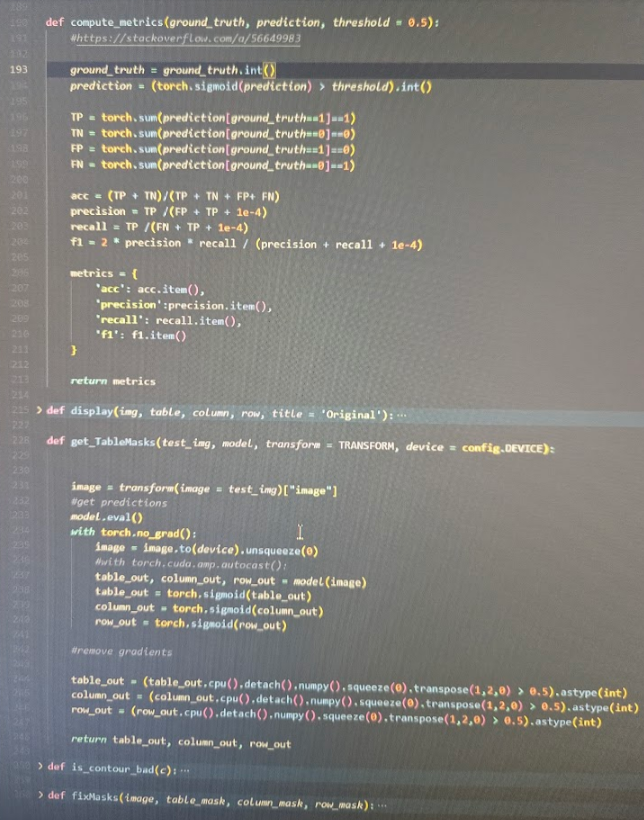 def compute_metrics(ground_truth, prediction, threshold = 0.5):
#https://stackoverflow.com/a/56649983
193 ground_truth = ground_truth.int()
prediction = (torch.sigmoid(prediction) > threshold).int()
TP = torch.sum(prediction[ground_truth==1]==1)
TN = torch.sum(prediction[ground_truth==0]==0)
FP = torch.sum(prediction[ground_truth==1]==0)
FN = torch.sum(prediction[ground_truth==0]==1)
acc = (TP + TN)/(TP + TN + FP+ FN)
precision = TP /(FP + TP + 1e-4)
recall = TP /(FN + TP + 1e-4)
f1 = 2 * precision * recall / (precision + recall + 1e-4)
metrics = {
'acc': acc.item(),
'precision':precision.item(),
'recall': recall.item(),
'f1': f1.item()
}
return metrics
> def display(img, table, column, row, title = 'Original'): ···
def get_TableMasks(test_img, model, transform = TRANSFORM, device = config.DEVICE):
image = transform(image = test_img)["image"]
#get predictions
model.eval()
with torch.no_grad():
image = image.to(device).unsqueeze(0)
#with torch.cuda.amp.autocast():
table_out, column_out, row_out = model(image)
table_out = torch.sigmoid(table_out)
column_out = torch.sigmoid(column_out)
row_out = torch.sigmoid(row_out)
#remove gradients
table_out = (table_out.cpu().detach().numpy().squeeze(0).transpose(1,2,0) > 0.5).astype(int)
column_out = (column_out.cpu().detach().numpy().squeeze(0).transpose(1,2,0) > 0.5).astype(int)
row_out = (row_out.cpu().detach().numpy().squeeze(0).transpose(1,2,0) > 0.5).astype(int)
return table_out, column_out, row_out
> def is_contour_bad(c): ···
> def fixMasks(image, table_mask, column_mask, row_mask): ···